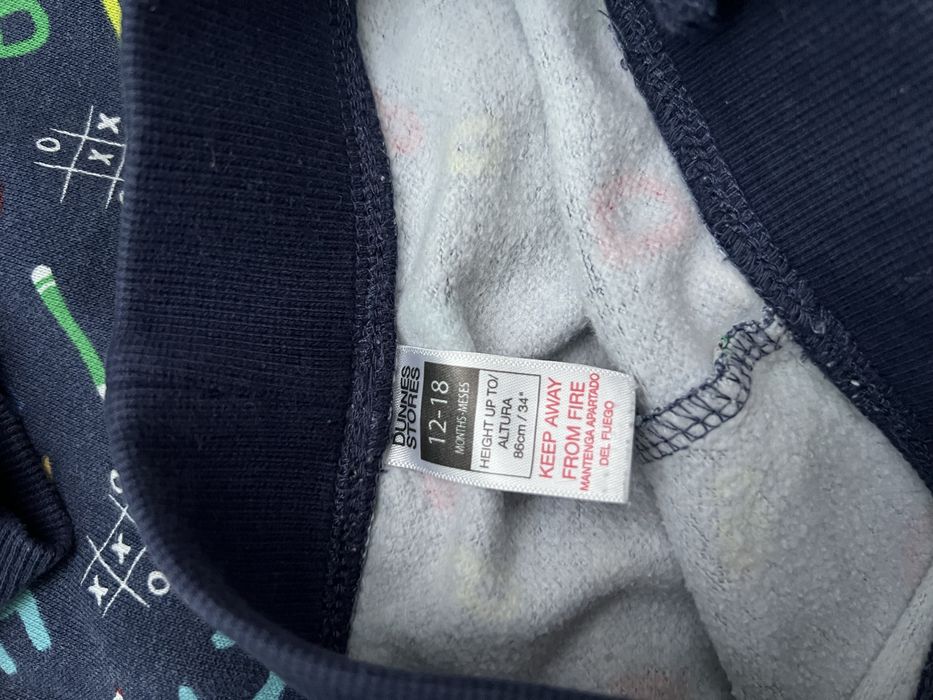 DUNNES
STORES
12-18
MONTHS-MESES
HEIGHT UP TO/
ALTURA
86cm / 34"
KEEP AWAY
FROM FIRE
MANTENGA APARTADO
DEL FUEGO
O X
X
X
X
O